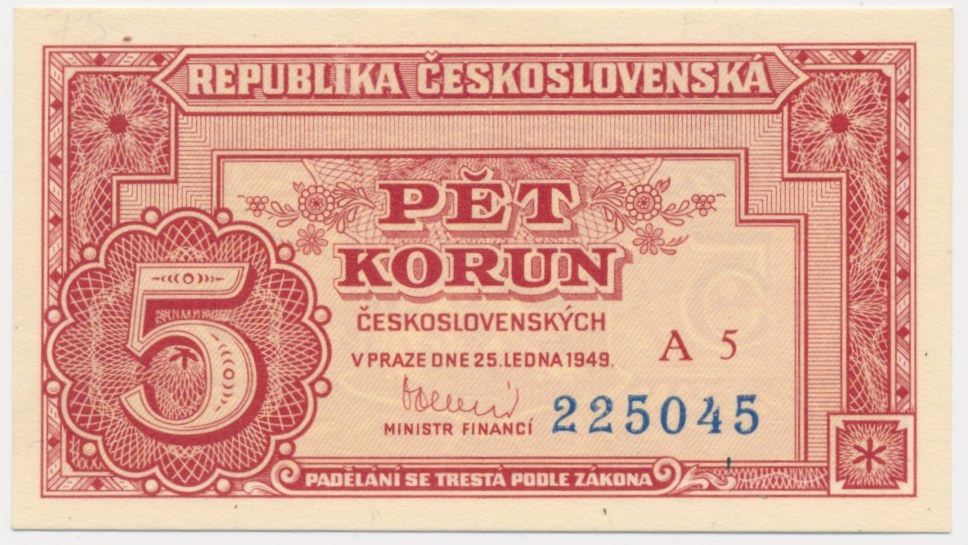 REPUBLIKA ČESKOSLOVENSKÁ
PĚT
KORUN
ČESKOSLOVENSKÝCH
V PRAZE DNE 25. LEDNA 1949.
A 5
MINISTR FINANCÍ
225045
5
PADĚLÁNÍ SE TRESTÁ PODLE ZÁKONA